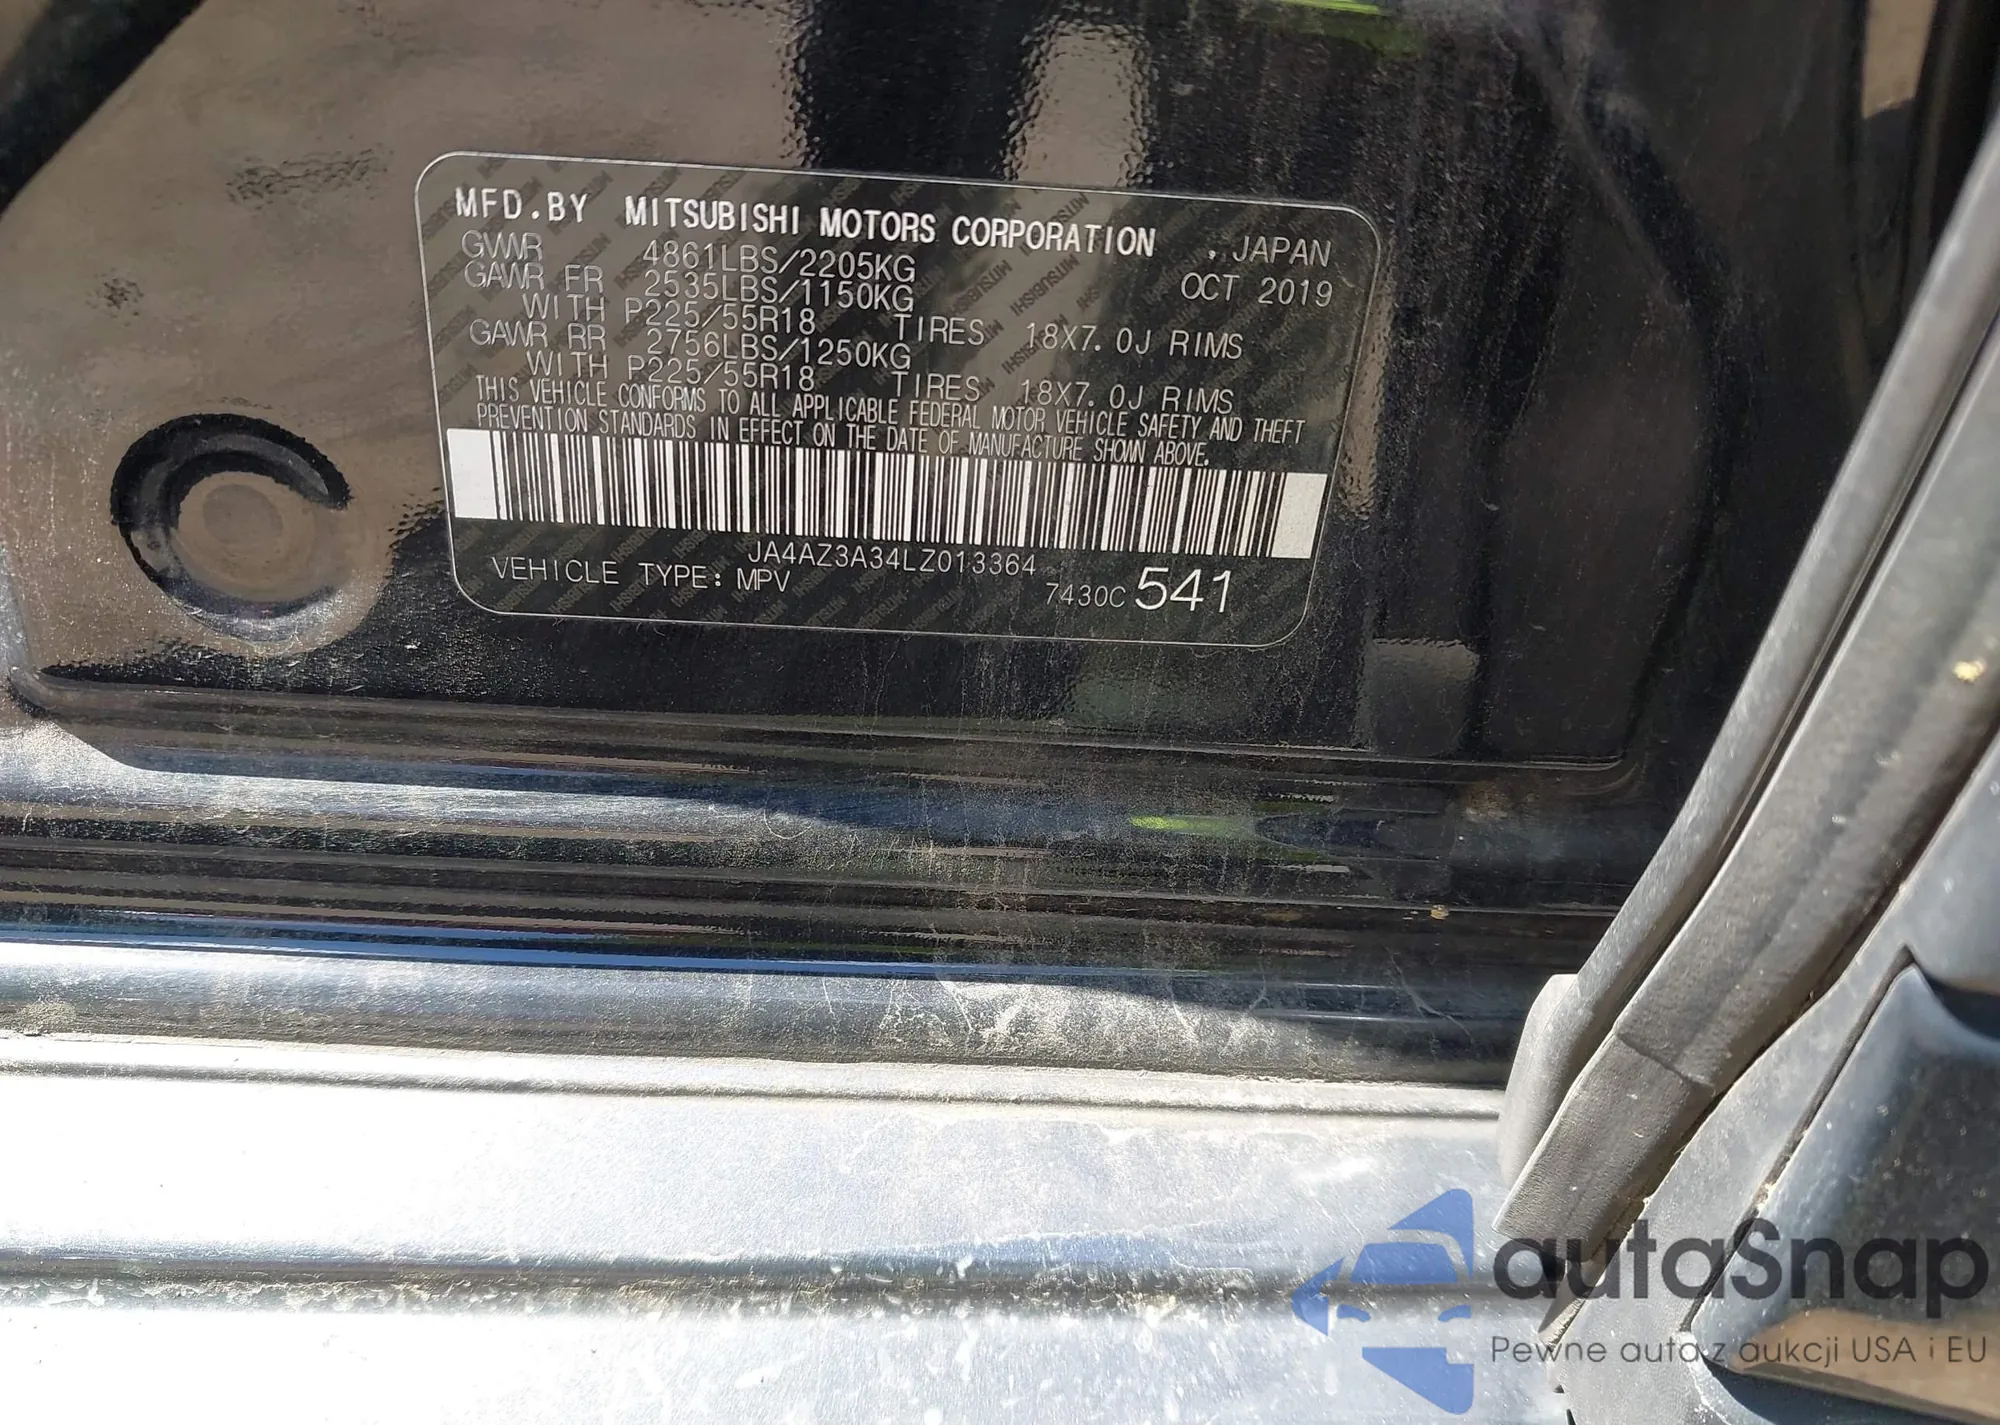 MFD.BY MITSUBISHI MOTORS CORPORATION , JAPAN
GVWR 4861LBS/2205KG OCT 2019
GAWR FR 2535LBS/1150KG
WITH P225/55R18 TIRES 18X7.0J RIMS
GAWR RR 2756LBS/1250KG
WITH P225/55R18 TIRES 18X7.0J RIMS
THIS VEHICLE CONFORMS TO ALL APPLICABLE FEDERAL MOTOR VEHICLE SAFETY AND THEFT
PREVENTION STANDARDS IN EFFECT ON THE DATE OF MANUFACTURE SHOWN ABOVE.
JA4AZ3A34LZ013364
VEHICLE TYPE: MPV 7430C 541
autaSnap
Pewne auta z aukcji USA i EU